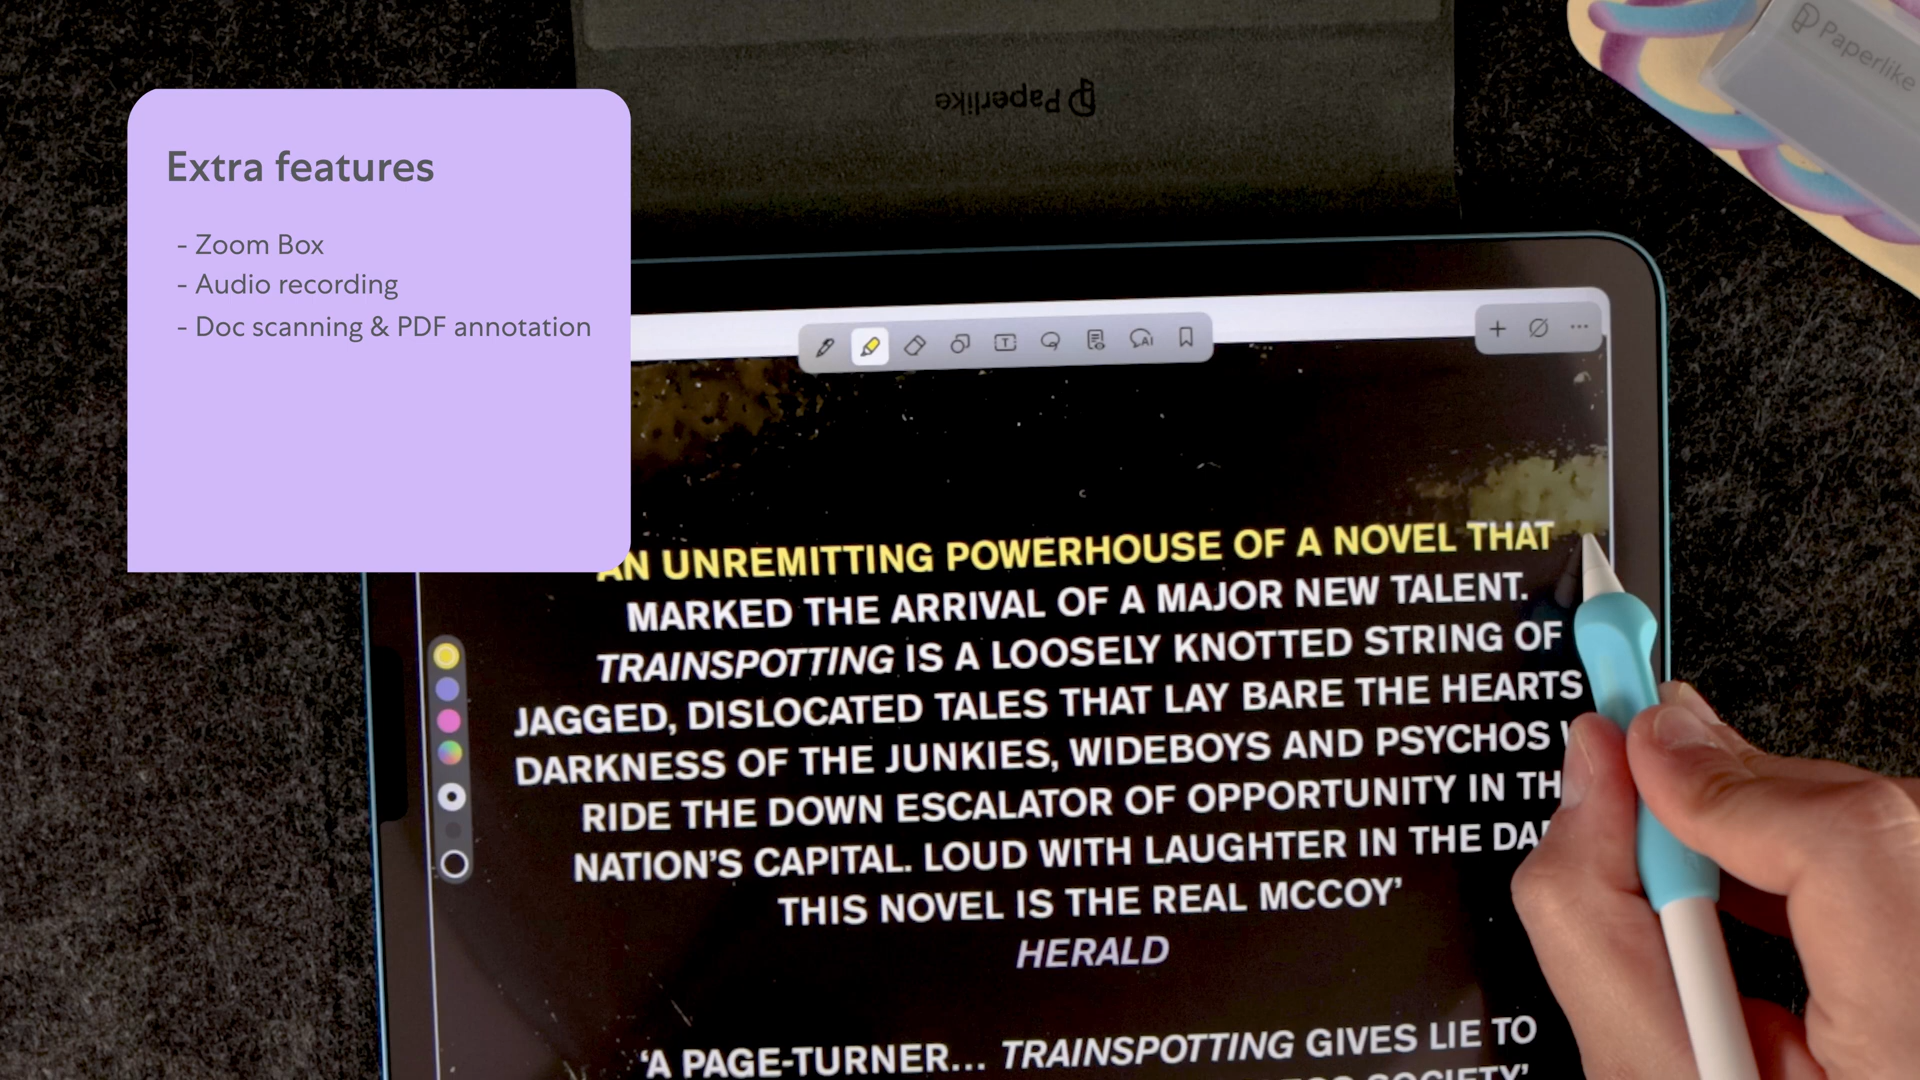 Paperlike
Paperlike
Extra features
- Zoom Box
- Audio recording
- Doc scanning & PDF annotation
T
AI
AN UNREMITTING POWERHOUSE OF A NOVEL THAT
MARKED THE ARRIVAL OF A MAJOR NEW TALENT.
TRAINSPOTTING IS A LOOSELY KNOTTED STRING OF
JAGGED, DISLOCATED TALES THAT LAY BARE THE HEARTS
DARKNESS OF THE JUNKIES, WIDEBOYS AND PSYCHOS
RIDE THE DOWN ESCALATOR OF OPPORTUNITY IN
NATION'S CAPITAL. LOUD WITH LAUGHTER IN THE
THIS NOVEL IS THE REAL MCCOY'
HERALD
'A PAGE-TURNER... TRAINSPOTTING GIVES LIE TO
SOCIETY'